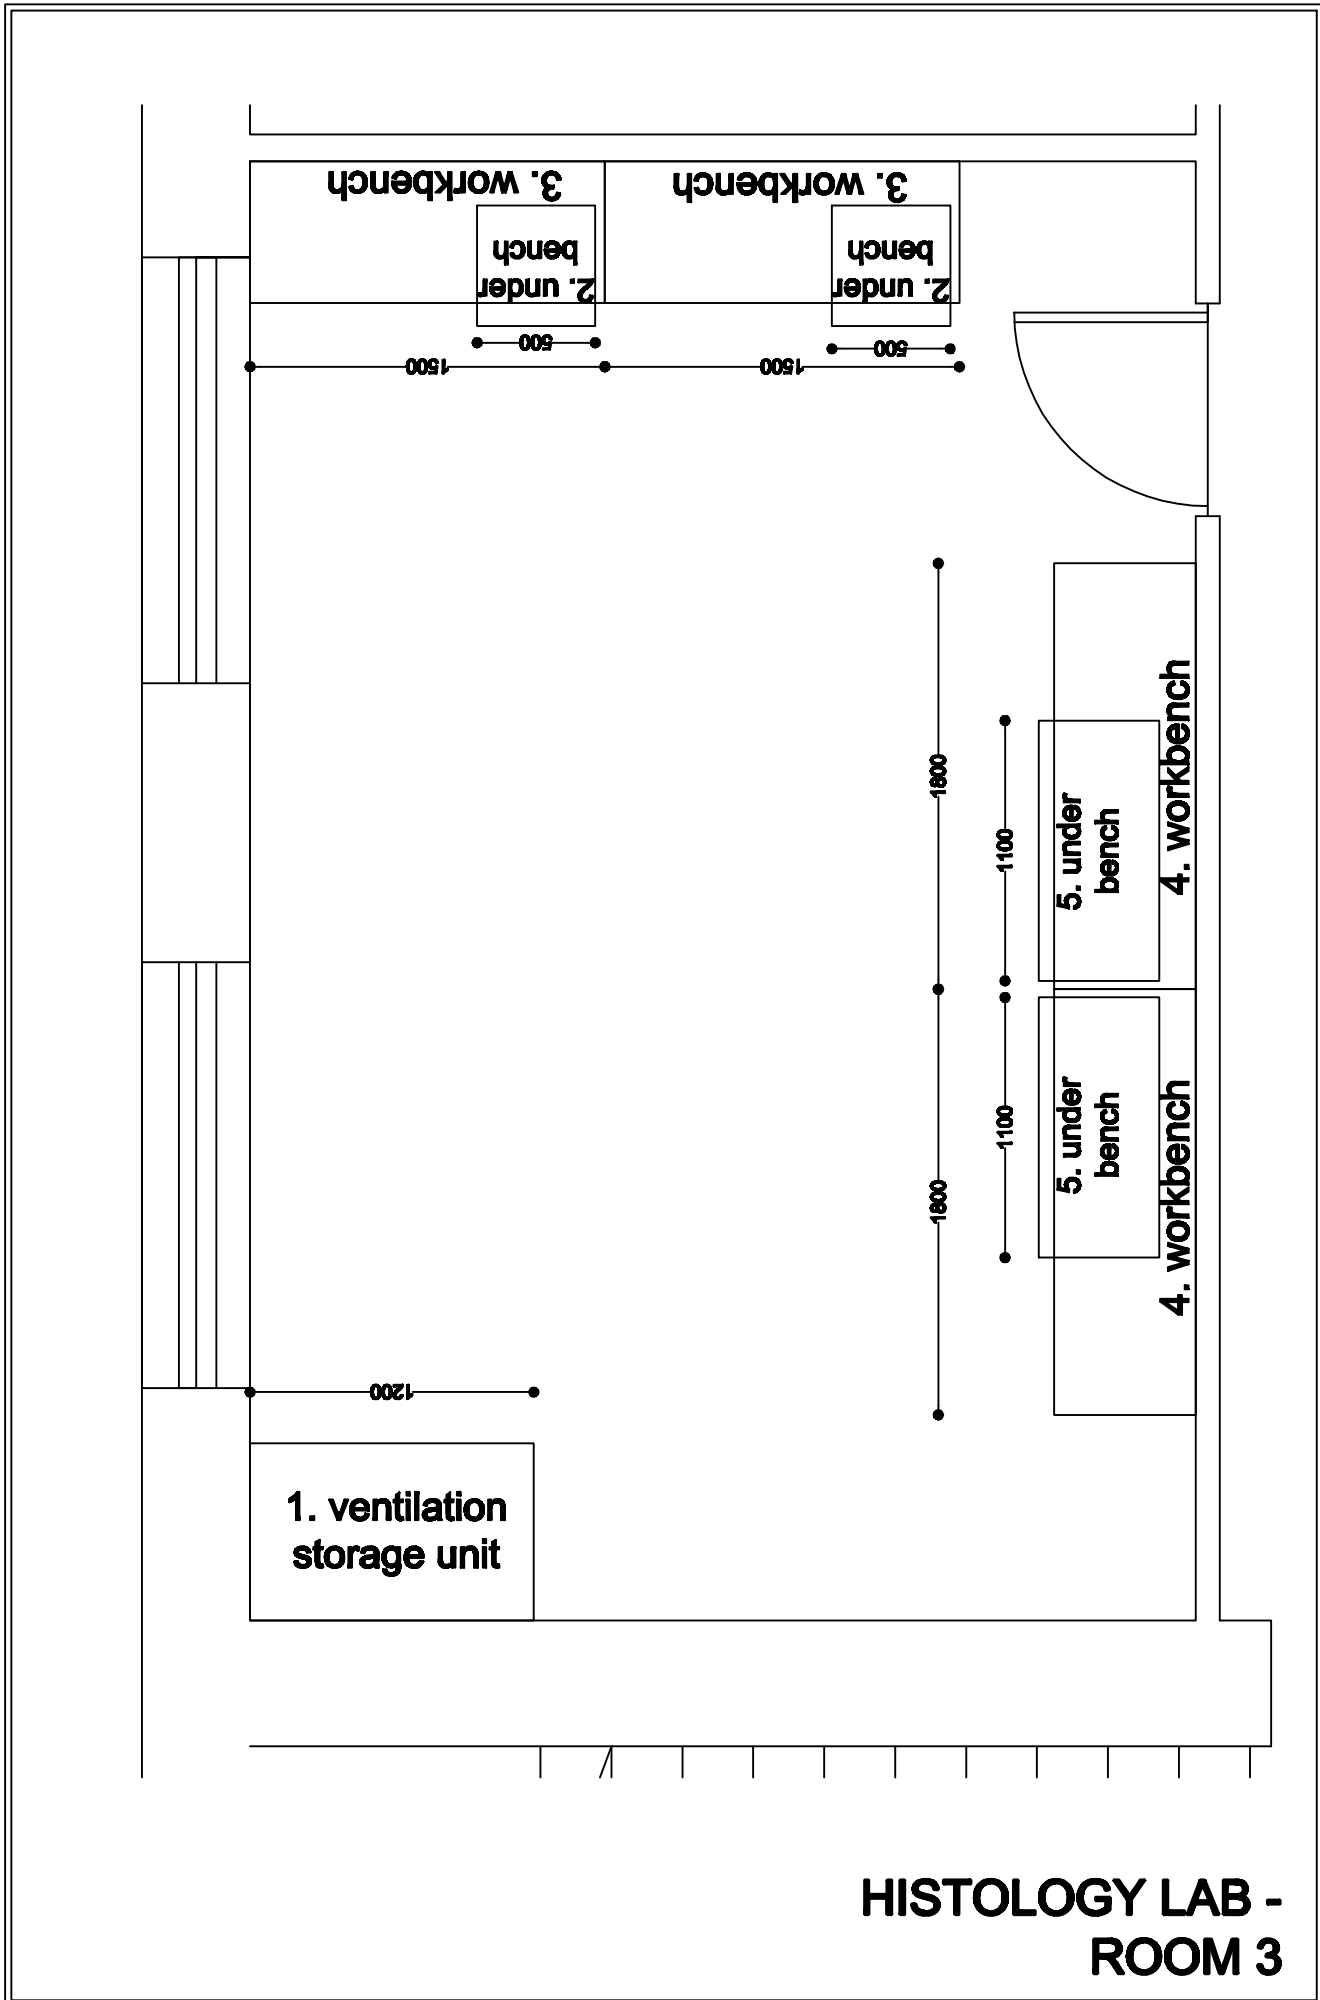 3. workbench
3. workbench
2. under
bench
2. under
bench
500
500
1500
1500
1800
1100
5. under
bench
4. workbench
1800
1100
5. under
bench
4. workbench
1200
1. ventilation
storage unit
HISTOLOGY LAB -
ROOM 3